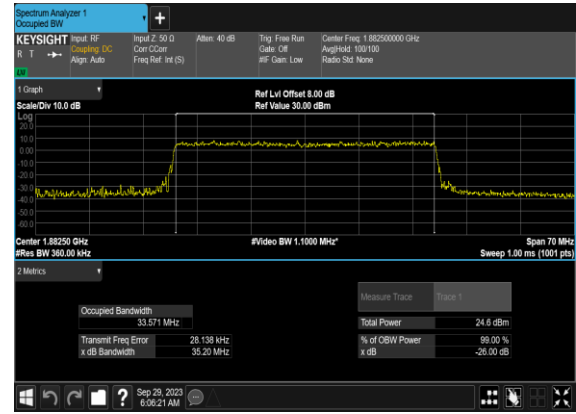 Spectrum Analyzer 1
Occupied BW
KEYSIGHT
R T
LXI
Input: RF
Coupling: DC
Align: Auto
Input Z: 50 Ω
Corr CCorr
Freq Ref: Int (S)
Atten: 40 dB
Trig: Free Run
Gate: Off
#IF Gain: Low
Center Freq: 1.882500000 GHz
Avg|Hold: 100/100
Radio Std: None
1 Graph
Scale/Div 10.0 dB
Ref Lvl Offset 8.00 dB
Ref Value 30.00 dBm
Log
20.0
10.0
0.00
-10.0
-20.0
-30.0
-40.0
-50.0
-60.0
Center 1.88250 GHz
#Res BW 360.00 kHz
#Video BW 1.1000 MHz*
Span 70 MHz
Sweep 1.00 ms (1001 pts)
2 Metrics
Measure Trace Trace 1
Occupied Bandwidth
33.571 MHz
Total Power 24.6 dBm
Transmit Freq Error 28.138 kHz
% of OBW Power 99.00 %
x dB Bandwidth 35.20 MHz
x dB -26.00 dB
?
Sep 29, 2023
6:06:21 AM